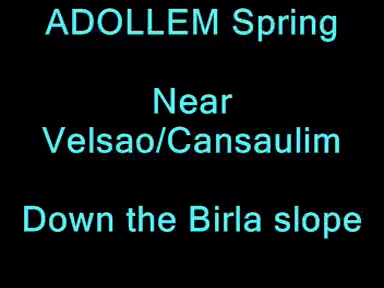 ADOLLEM Spring
Near
Velsao/Cansaulim
Down the Birla slope